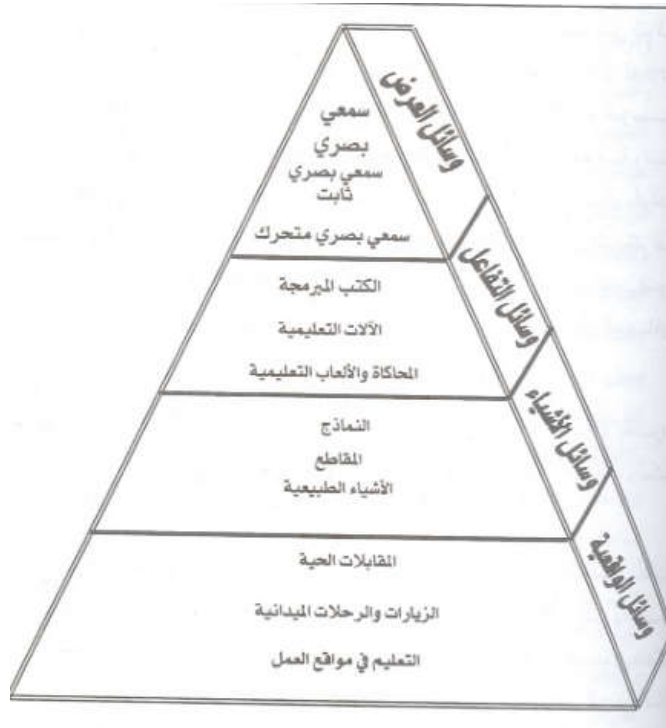 وسائل العرض
سمعي
بصري
سمعي بصري
ثابت
سمعي بصري متحرك
وسائل التفاعل
الكتب المبرمجة
الآلات التعليمية
المحاكاة والألعاب التعليمية
وسائل الأشياء
النماذج
المقاطع
الأشياء الطبيعية
وسائل الواقعية
المقابلات الحية
الزيارات والرحلات الميدانية
التعليم في مواقع العمل